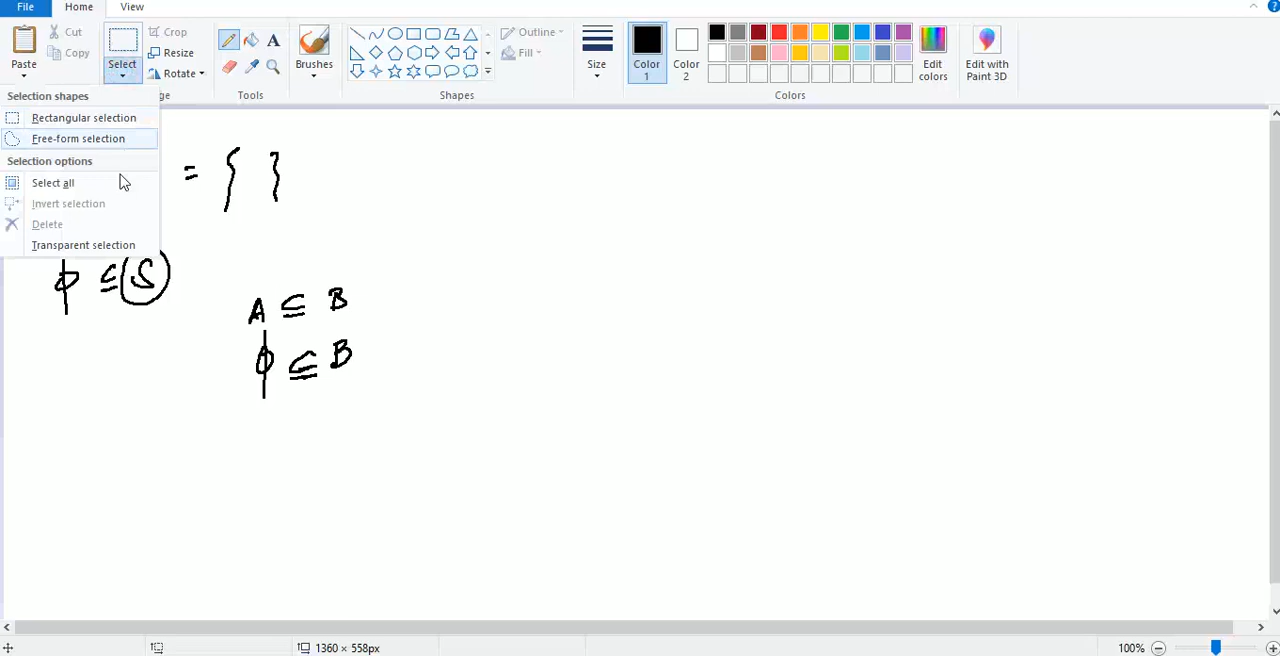 File Home View
Paste Cut Copy
Select Crop Resize Rotate
Brushes
Outline Fill
Size Color 1 Color 2 Edit colors Edit with Paint 3D
ge Tools Shapes Colors
Selection shapes
Rectangular selection
Free-form selection
Selection options
Select all
Invert selection
Delete
Transparent selection
= { }
ϕ ⊆ S
A ⊆ B
ϕ ⊆ B
1360 × 558px 100%